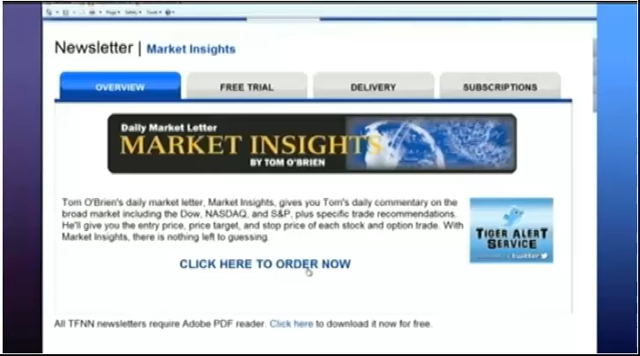 Page Safety Tools
Newsletter | Market Insights
OVERVIEW FREE TRIAL DELIVERY SUBSCRIPTIONS
Daily Market Letter
MARKET INSIGHTS
BY TOM O'BRIEN
Tom O'Brien's daily market letter, Market Insights, gives you Tom's daily commentary on the
broad market including the Dow, NASDAQ, and S&P, plus specific trade recommendations.
He'll give you the entry price, price target, and stop price of each stock and option trade. With
Market Insights, there is nothing left to guessing.
TIGER ALERT
SERVICE
twitter
CLICK HERE TO ORDER NOW
All TFNN newsletters require Adobe PDF reader. Click here to download it now for free.